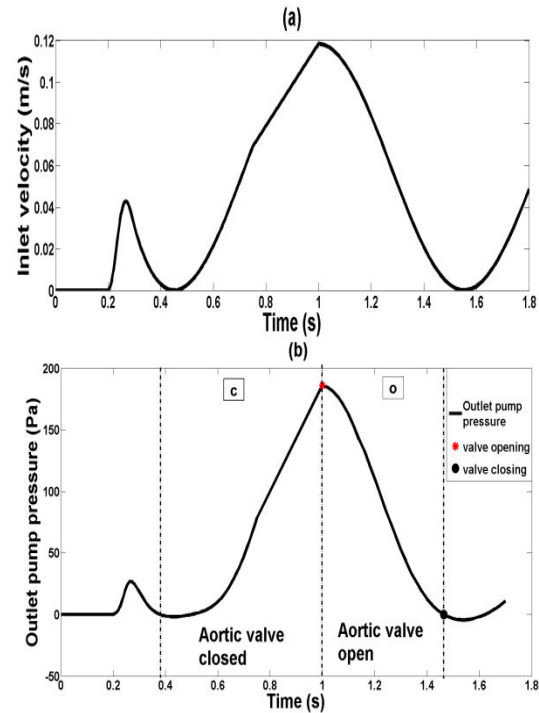 (a)
Inlet velocity (m/s)
0.12
0.1
0.08
0.06
0.04
0.02
0
0 0.2 0.4 0.6 0.8 1 1.2 1.4 1.6 1.8
Time (s)
(b)
Outlet pump pressure (Pa)
200
150
100
50
0
-50
c
o
Outlet pump
pressure
valve opening
valve closing
Aortic valve
closed
Aortic valve
open
0 0.2 0.4 0.6 0.8 1 1.2 1.4 1.6 1.8
Time (s)